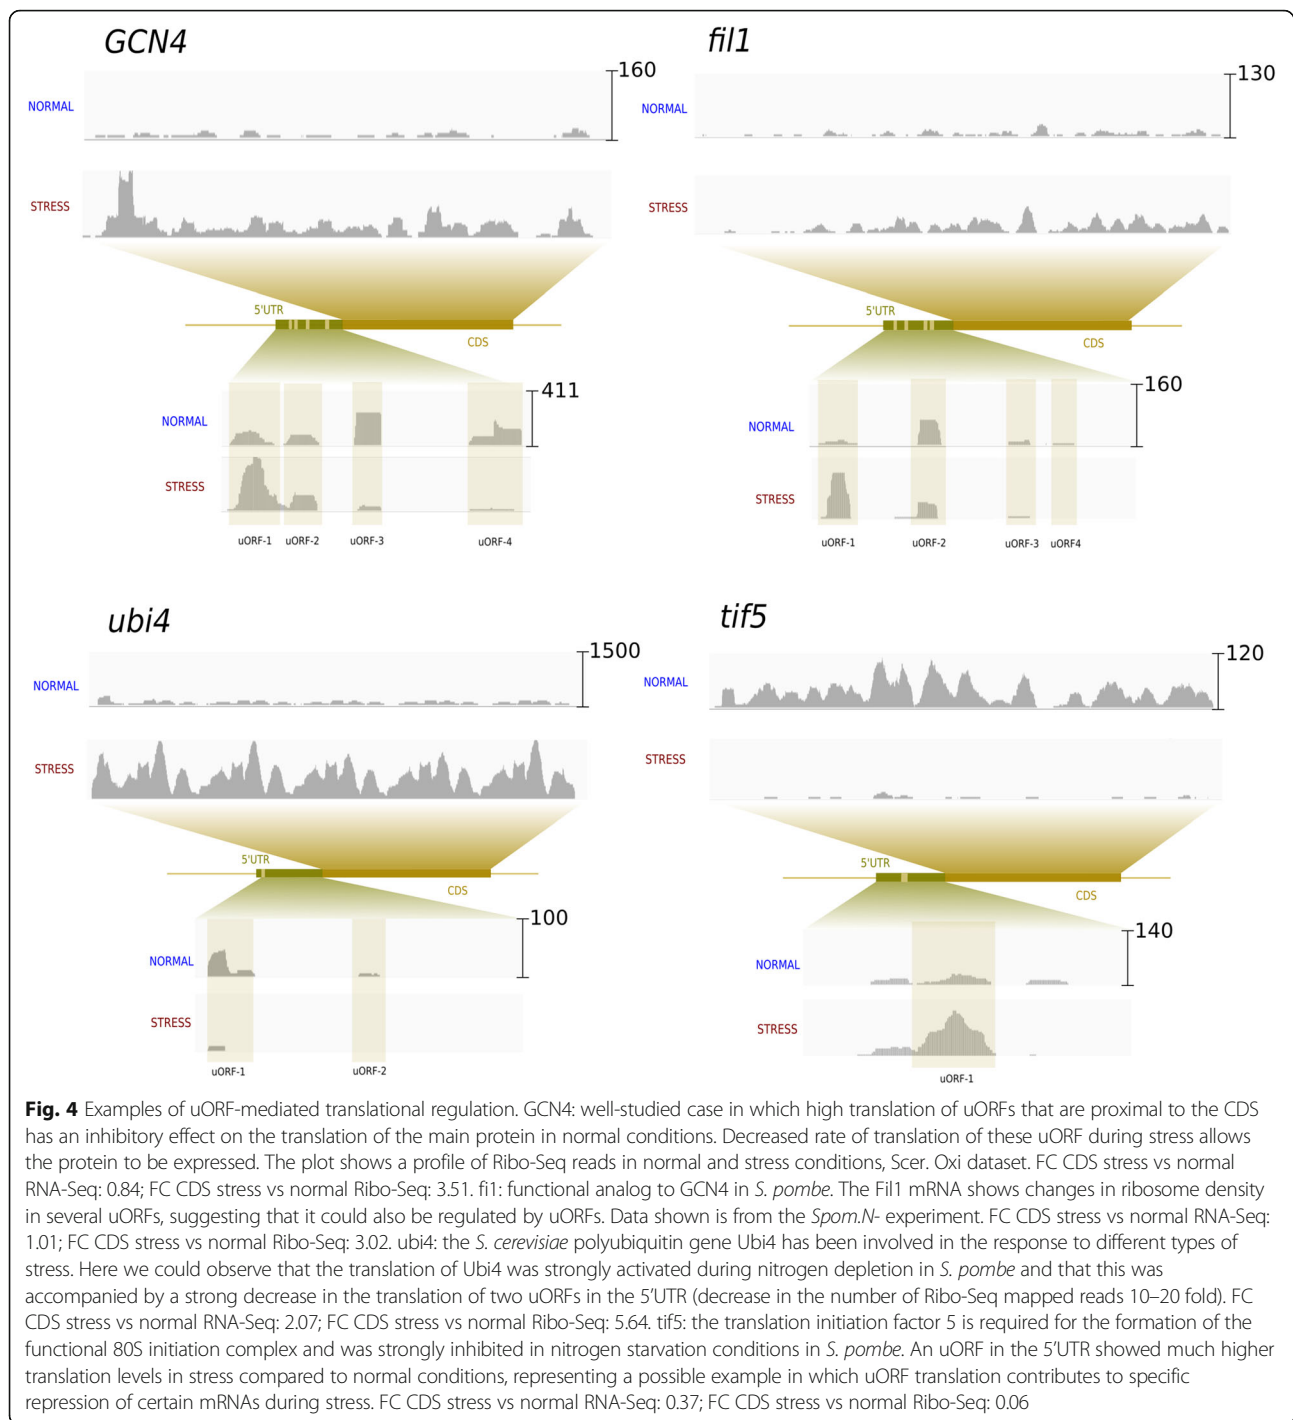 GCN4
160
NORMAL
STRESS
5'UTR
CDS
411
NORMAL
STRESS
uORF-1 uORF-2 uORF-3 uORF-4
fil1
130
NORMAL
STRESS
5'UTR
CDS
160
NORMAL
STRESS
uORF-1 uORF-2 uORF-3 uORF4
ubi4
1500
NORMAL
STRESS
5'UTR
CDS
100
NORMAL
STRESS
uORF-1 uORF-2
tif5
120
NORMAL
STRESS
5'UTR
CDS
140
NORMAL
STRESS
uORF-1
Fig. 4 Examples of uORF-mediated translational regulation. GCN4: well-studied case in which high translation of uORFs that are proximal to the CDS
has an inhibitory effect on the translation of the main protein in normal conditions. Decreased rate of translation of these uORF during stress allows
the protein to be expressed. The plot shows a profile of Ribo-Seq reads in normal and stress conditions, Scer. Oxi dataset. FC CDS stress vs normal
RNA-Seq: 0.84; FC CDS stress vs normal Ribo-Seq: 3.51. fi1: functional analog to GCN4 in S. pombe. The Fil1 mRNA shows changes in ribosome density
in several uORFs, suggesting that it could also be regulated by uORFs. Data shown is from the Spom.N- experiment. FC CDS stress vs normal RNA-Seq:
1.01; FC CDS stress vs normal Ribo-Seq: 3.02. ubi4: the S. cerevisiae polyubiquitin gene Ubi4 has been involved in the response to different types of
stress. Here we could observe that the translation of Ubi4 was strongly activated during nitrogen depletion in S. pombe and that this was
accompanied by a strong decrease in the translation of two uORFs in the 5’UTR (decrease in the number of Ribo-Seq mapped reads 10–20 fold). FC
CDS stress vs normal RNA-Seq: 2.07; FC CDS stress vs normal Ribo-Seq: 5.64. tif5: the translation initiation factor 5 is required for the formation of the
functional 80S initiation complex and was strongly inhibited in nitrogen starvation conditions in S. pombe. An uORF in the 5’UTR showed much higher
translation levels in stress compared to normal conditions, representing a possible example in which uORF translation contributes to specific
repression of certain mRNAs during stress. FC CDS stress vs normal RNA-Seq: 0.37; FC CDS stress vs normal Ribo-Seq: 0.06